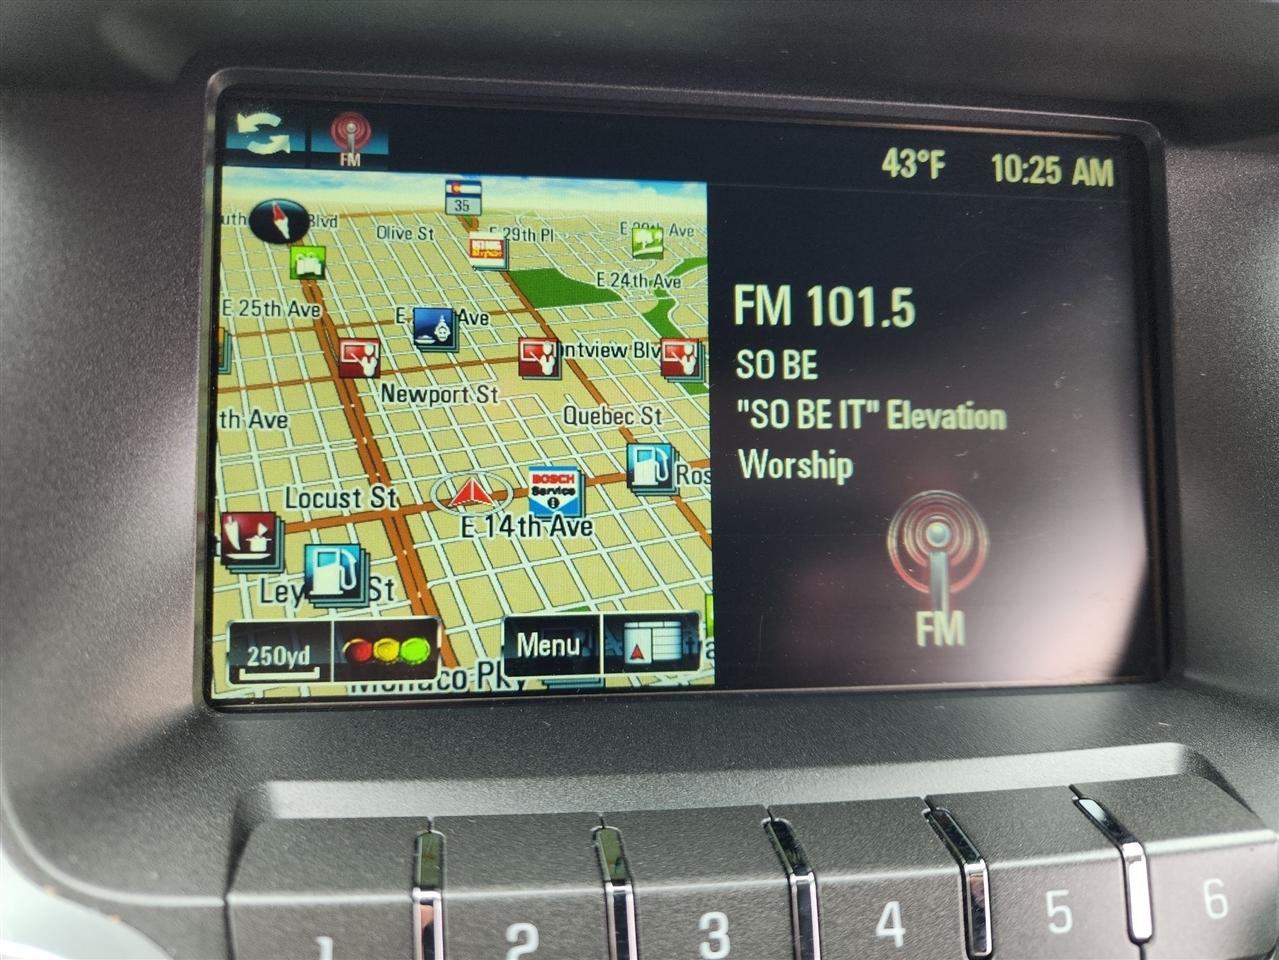 FM
43°F
10:25 AM
35
Blvd
Olive St
E 29th Pl
Ave
E 24th Ave
E 25th Ave
E
Ave
ntview Blv
Newport St
th Ave
Quebec St
BOSCH
Service
Ros
Locust St
E 14th Ave
Ley
St
250yd
Menu
Monaco Pk
FM 101.5
SO BE
"SO BE IT" Elevation
Worship
FM
1
2
3
4
5
6